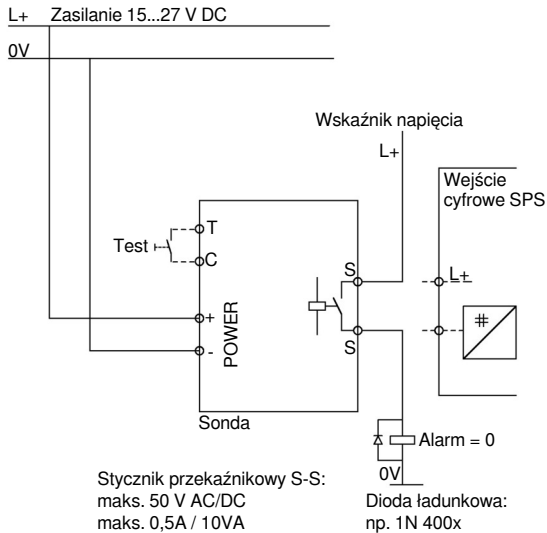 L+ Zasilanie 15...27 V DC
0V
Wskaźnik napięcia
L+
Wejście
cyfrowe SPS
T
Test
C
S
L+
+
POWER
-
S
Sonda
Alarm = 0
0V
Stycznik przekaźnikowy S-S:
maks. 50 V AC/DC
maks. 0,5A / 10VA
Dioda ładunkowa:
np. 1N 400x